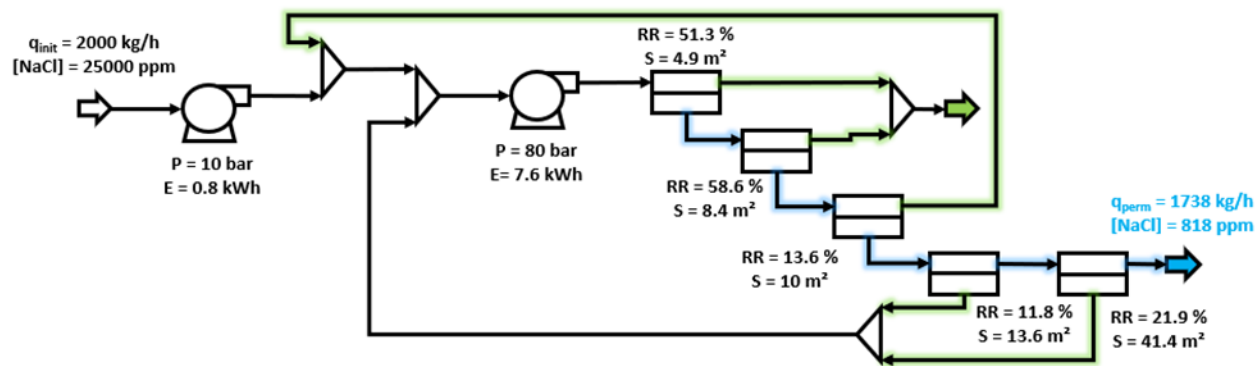 q_init = 2000 kg/h
[NaCl] = 25000 ppm
P = 10 bar
E = 0.8 kWh
P = 80 bar
E= 7.6 kWh
RR = 51.3 %
S = 4.9 m²
RR = 58.6 %
S = 8.4 m²
RR = 13.6 %
S = 10 m²
RR = 11.8 %
S = 13.6 m²
RR = 21.9 %
S = 41.4 m²
q_perm = 1738 kg/h
[NaCl] = 818 ppm